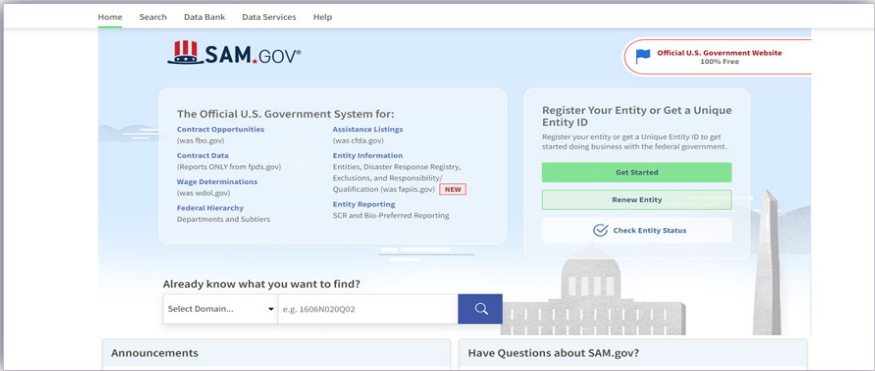 Home Search Data Bank Data Services Help
SAM.GOV®
Official U.S. Government Website
100% Free
The Official U.S. Government System for:
Contract Opportunities
(was fbo.gov)
Contract Data
(Reports ONLY from fpds.gov)
Wage Determinations
(was wdol.gov)
Federal Hierarchy
Departments and Subtiers
Assistance Listings
(was cfda.gov)
Entity Information
Entities, Disaster Response Registry,
Exclusions, and Responsibility/
Qualification (was fapiis.gov) NEW
Entity Reporting
SCR and Bio-Preferred Reporting
Register Your Entity or Get a Unique
Entity ID
Register your entity or get a Unique Entity ID to get
started doing business with the federal government.
Get Started
Renew Entity
Check Entity Status
Already know what you want to find?
Select Domain... e.g. 1606N020Q02
Announcements
Have Questions about SAM.gov?